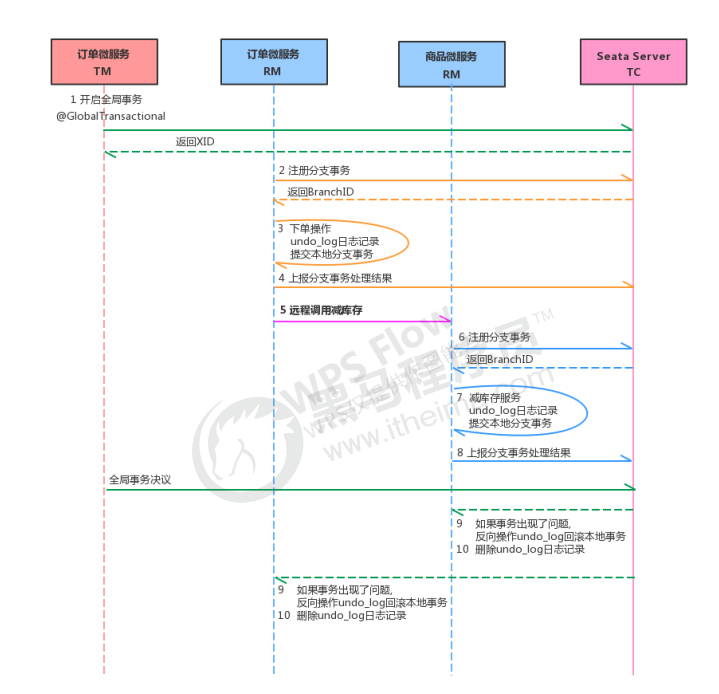 订单微服务
TM
订单微服务
RM
商品微服务
RM
Seata Server
TC
1 开启全局事务
@GlobalTransactional
返回XID
2 注册分支事务
返回BranchID
3 下单操作
undo_log日志记录
提交本地分支事务
4 上报分支事务处理结果
5 远程调用减库存
6 注册分支事务
返回BranchID
7 减库存服务
undo_log日志记录
提交本地分支事务
8 上报分支事务处理结果
全局事务决议
9 如果事务出现了问题,
反向操作undo_log回滚本地事务
10 删除undo_log日志记录
9 如果事务出现了问题,
反向操作undo_log回滚本地事务
10 删除undo_log日志记录
WPS Flow
TM